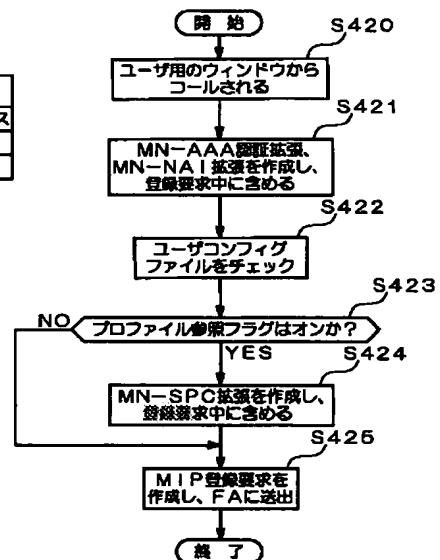 開 始
S420
ユーザ用のウィンドウから
コールされる
S421
ス
MN-AAA認証拡張、
MN-NAI拡張を作成し、
登録要求中に含める
S422
ユーザコンフィグ
ファイルをチェック
S423
NO
プロファイル参照フラグはオンか?
YES
S424
MN-SPC拡張を作成し、
登録要求中に含める
S425
MIP登録要求を
作成し、FAに送出
終 了